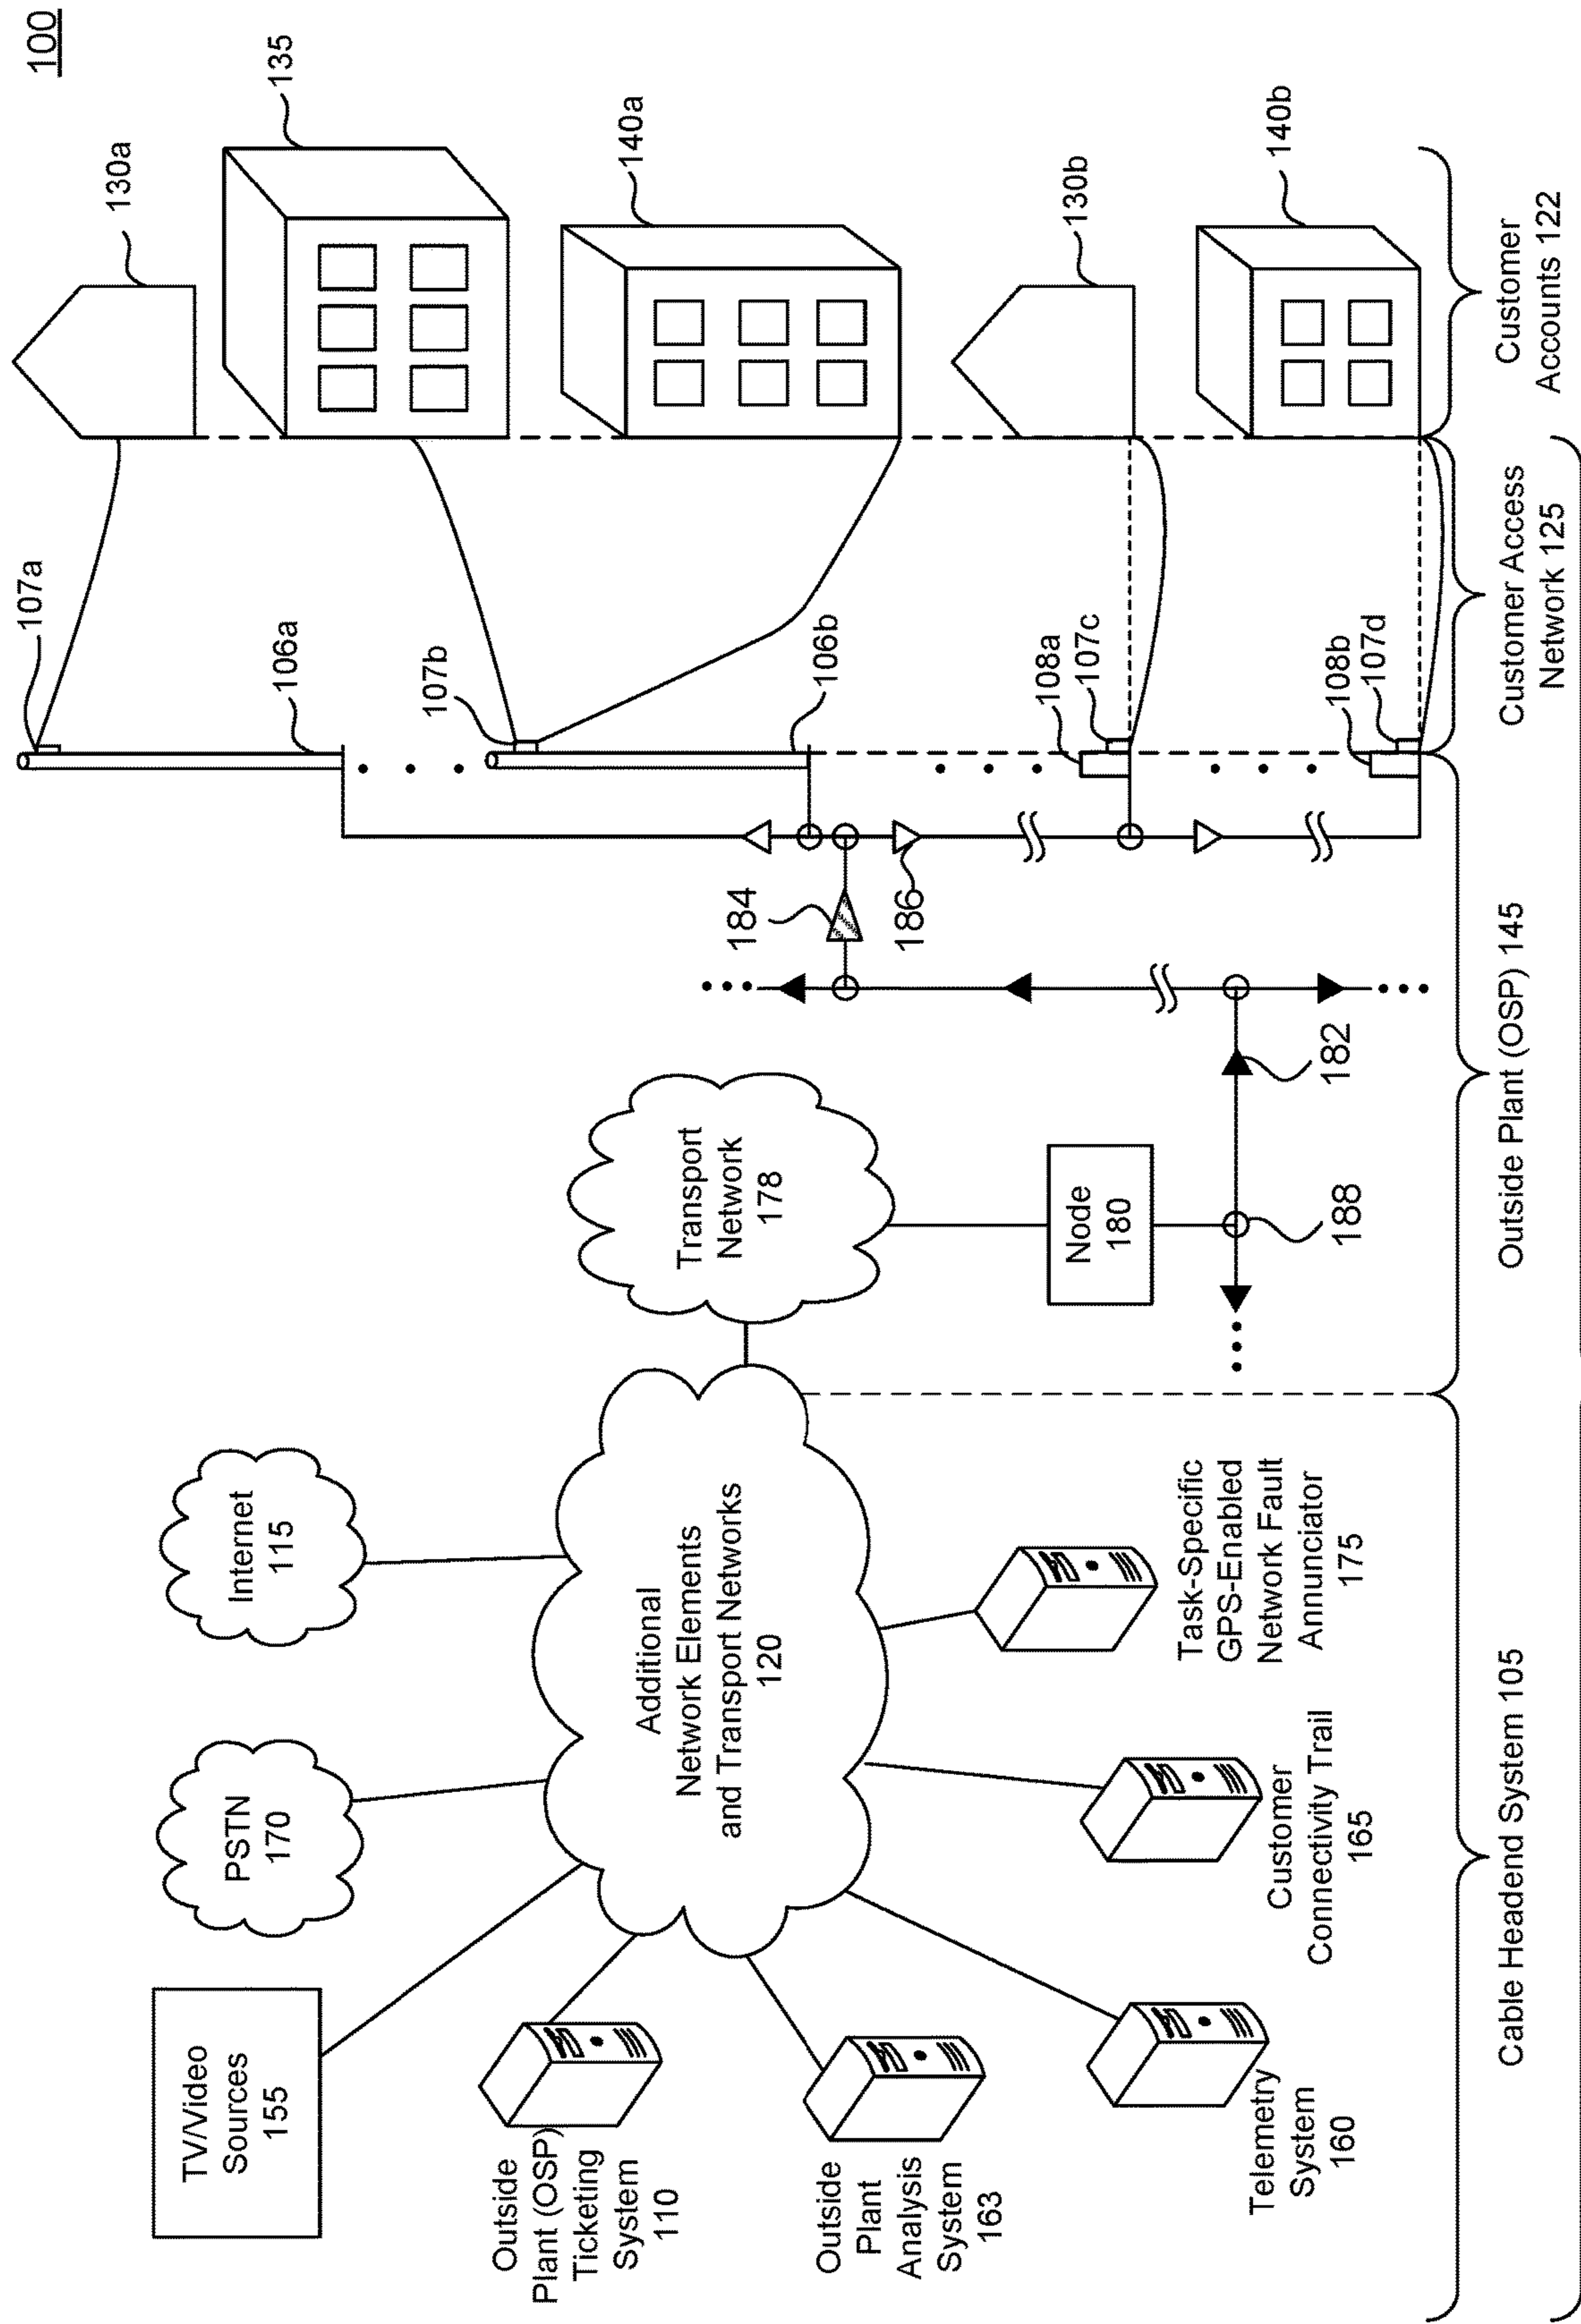 100
TV/Video
Sources
155
PSTN
170
Internet
115
Outside
Plant (OSP)
Ticketing
System
110
Additional
Network Elements
and Transport Networks
120
Transport
Network
178
Outside
Plant
Analysis
System
163
Telemetry
System
160
Customer
Connectivity Trail
165
Task-Specific
GPS-Enabled
Network Fault
Annunciator
175
Node
180
188
182
184
186
107a
106a
107b
106b
108a
107c
108b
107d
130a
135
140a
130b
140b
Cable Headend System 105
Outside Plant (OSP) 145
Customer Access
Network 125
Customer
Accounts 122